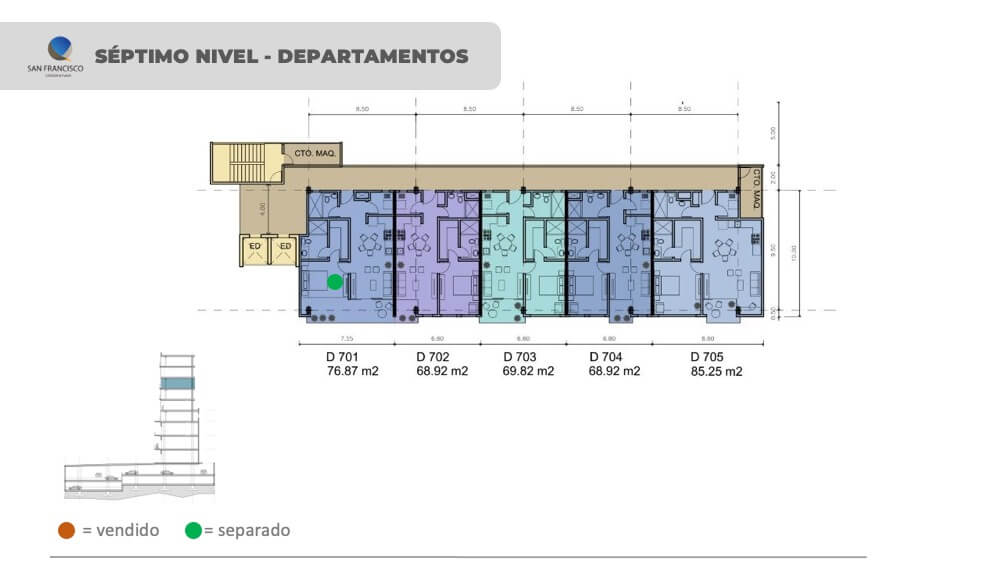 SAN FRANCISCO
SÉPTIMO NIVEL - DEPARTAMENTOS
8.50
8.50
8.50
8.50
5.00
2.00
9.50
10.00
0.50
CTO. MAQ.
CTO. MAQ.
4.00
ED
ED
7.55
6.80
6.80
6.80
8.80
D 701
D 702
D 703
D 704
D 705
76.87 m2
68.92 m2
69.82 m2
68.92 m2
85.25 m2
= vendido
= separado